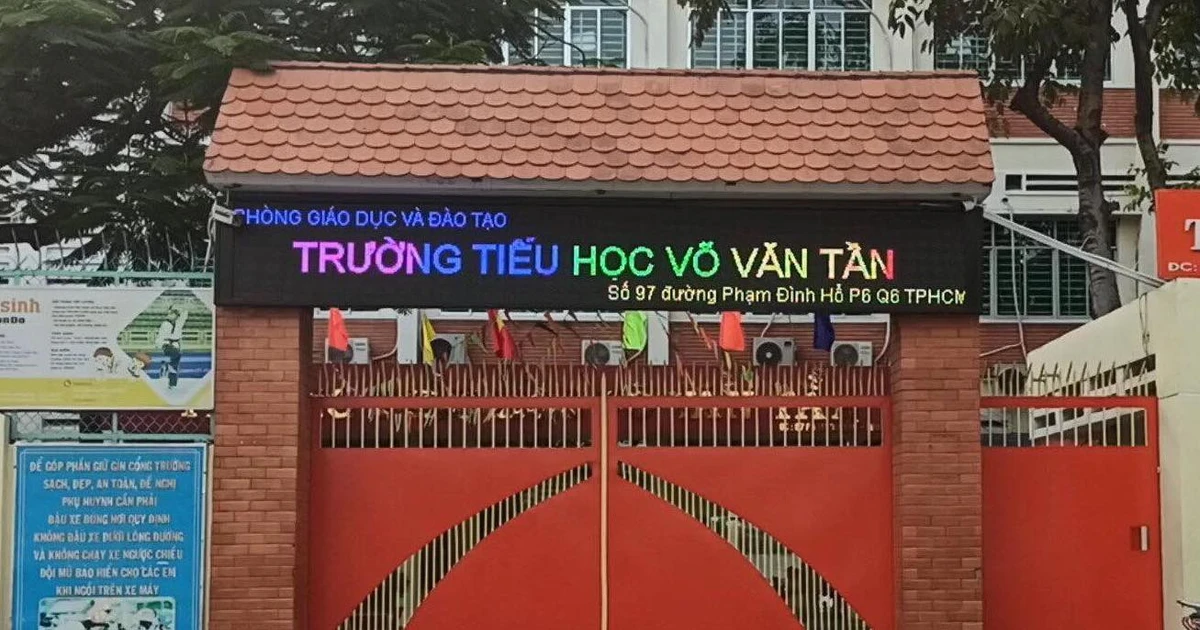 PHÒNG GIÁO DỤC VÀ ĐÀO TẠO
TRƯỜNG TIỂU HỌC VÕ VĂN TẦN
Số 97 đường Phạm Đình Hổ P6 Q6 TPHCM
sinh
ĐỂ GÓP PHẦN GIỮ GÌN CỔNG TRƯỜNG
SẠCH, ĐẸP, AN TOÀN, ĐỀ NGHỊ
PHỤ HUYNH CẦN PHẢI
ĐẬU XE ĐÚNG NƠI QUY ĐỊNH
KHÔNG ĐẬU XE DƯỚI LÒNG ĐƯỜNG
VÀ KHÔNG CHẠY XE NGƯỢC CHIỀU
ĐỘI MŨ BẢO HIỂM CHO CÁC EM
KHI NGỒI TRÊN XE MÁY
T
ĐC: